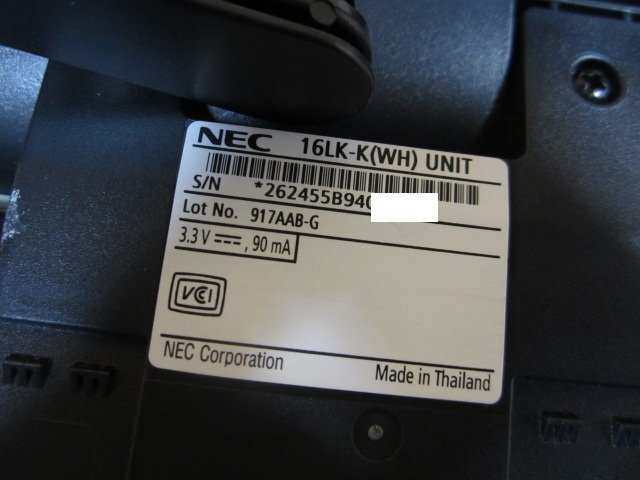 NEC 16LK-K(WH) UNIT
S/N *262455B940
Lot No. 917AAB-G
3.3 V ⎓, 90 mA
VCI
NEC Corporation
Made in Thailand